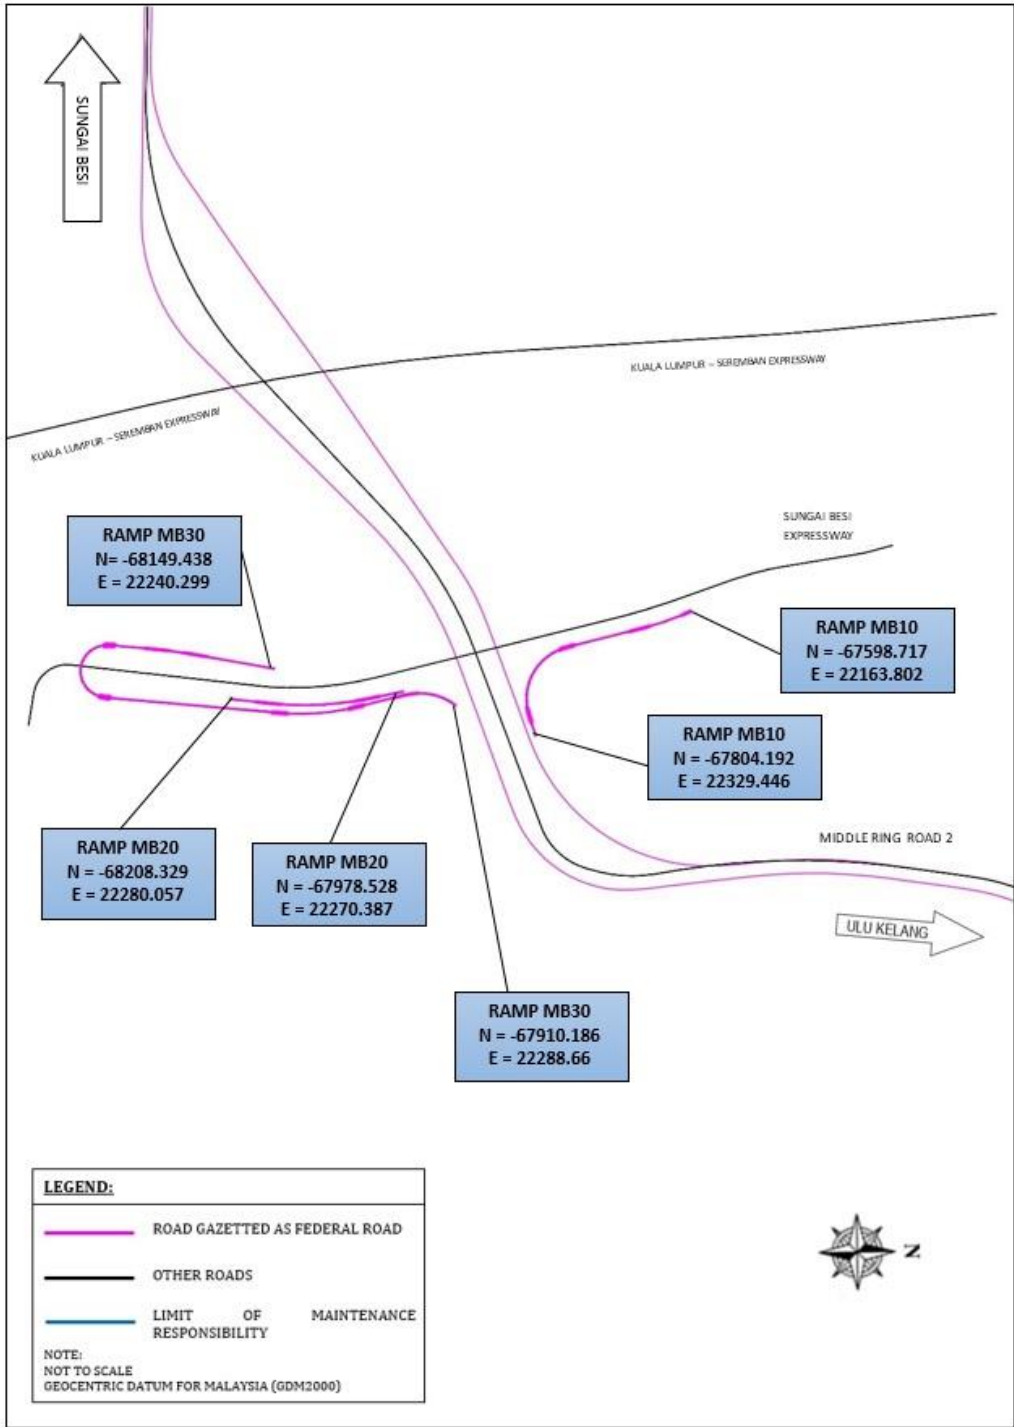 SUNGAI BESI
KUALA LUMPUR – SEREMBAN EXPRESSWAY
KUALA LUMPUR – SEREMBAN EXPRESSWAY
SUNGAI BESI
EXPRESSWAY
RAMP MB30
N= -68149.438
E = 22240.299
RAMP MB10
N = -67598.717
E = 22163.802
RAMP MB10
N = -67804.192
E = 22329.446
RAMP MB20
N = -68208.329
E = 22280.057
RAMP MB20
N = -67978.528
E = 22270.387
MIDDLE RING ROAD 2
ULU KELANG
RAMP MB30
N = -67910.186
E = 22288.66
LEGEND:
ROAD GAZETTED AS FEDERAL ROAD
OTHER ROADS
LIMIT OF MAINTENANCE
RESPONSIBILITY
NOTE:
NOT TO SCALE
GEOCENTRIC DATUM FOR MALAYSIA (GDM2000)
N